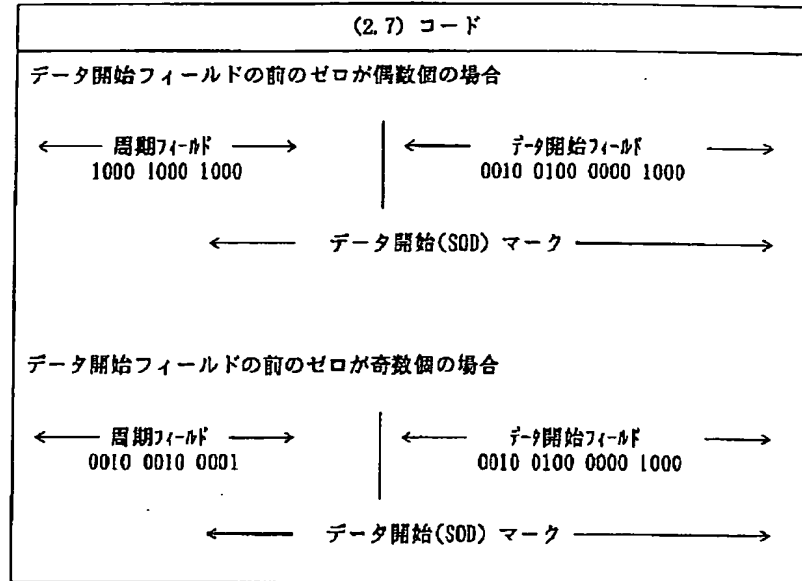 (2.7) コード
データ開始フィールドの前のゼロが偶数個の場合
周期フィールド データ開始フィールド
1000 1000 1000 0010 0100 0000 1000
データ開始(SOD) マーク
データ開始フィールドの前のゼロが奇数個の場合
周期フィールド データ開始フィールド
0010 0010 0001 0010 0100 0000 1000
データ開始(SOD) マーク